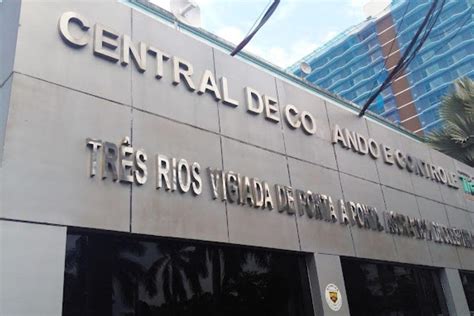 CENTRAL DE CO ANDO E CONTROLE
TRÊS RIOS VIGIADA DE PONTA À PONTA